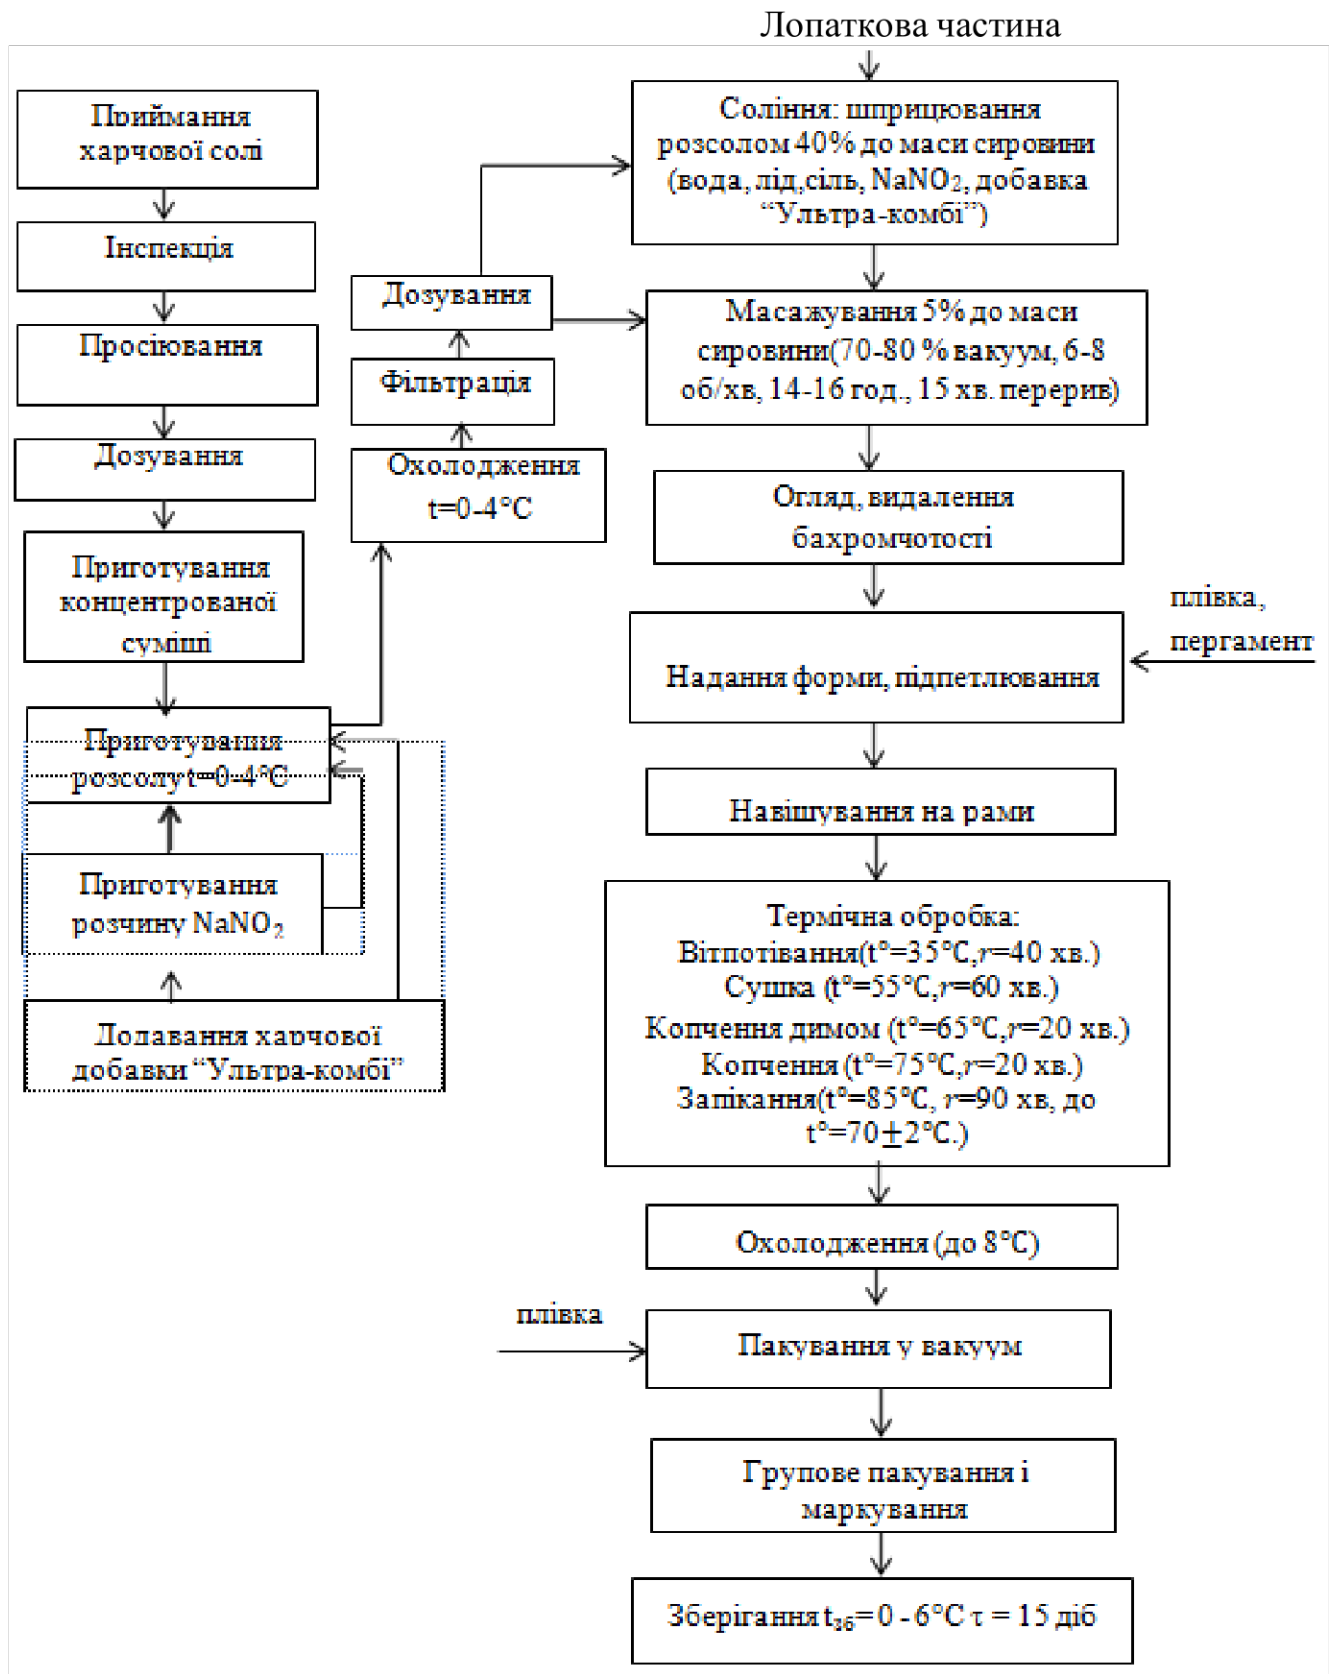 Лопаткова частина
Приймання
харчової солі
Інспекція
Просіювання
Дозування
Приготування
концентрованої
суміші
Приготування
розсолу t=0-4°С
Приготування
розчину NaNO₂
Додавання харчової
добавки “Ультра-комбі”
Дозування
Фільтрація
Охолодження
t=0-4°С
Соління: шприцювання
розсолом 40% до маси сировини
(вода, лід,сіль, NaNO₂, добавка
“Ультра-комбі”)
Масажування 5% до маси
сировини(70-80 % вакуум, 6-8
об/хв, 14-16 год., 15 хв. перерив)
Огляд, видалення
бахромчотості
плівка,
пергамент
Надання форми, підпетлювання
Навішування на рами
Термічна обробка:
Вітпотівання(t°=35°С,r=40 хв.)
Сушка (t°=55°С,r=60 хв.)
Копчення димом (t°=65°С,r=20 хв.)
Копчення (t°=75°С,r=20 хв.)
Запікання(t°=85°С, r=90 хв, до
t°=70±2°С.)
Охолодження (до 8°С)
плівка
Пакування у вакуум
Групове пакування і
маркування
Зберігання tзб= 0 - 6°С τ = 15 діб